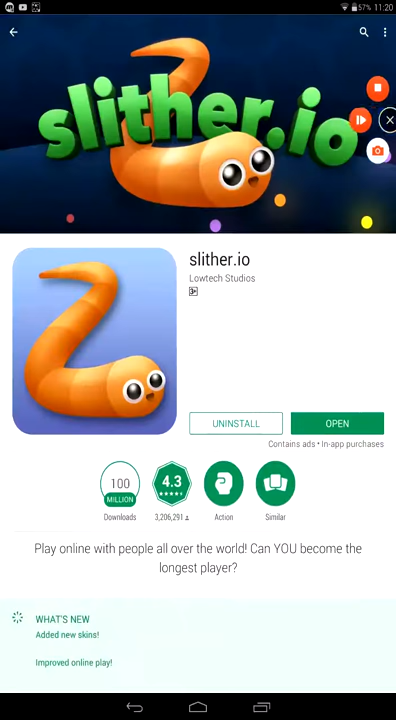 57% 11:20
slither.io
slither.io
Lowtech Studios
3+
UNINSTALL
OPEN
Contains ads • In-app purchases
100
MILLION
Downloads
4.3
3,206,291
Action
Similar
Play online with people all over the world! Can YOU become the
longest player?
WHAT'S NEW
Added new skins!
Improved online play!